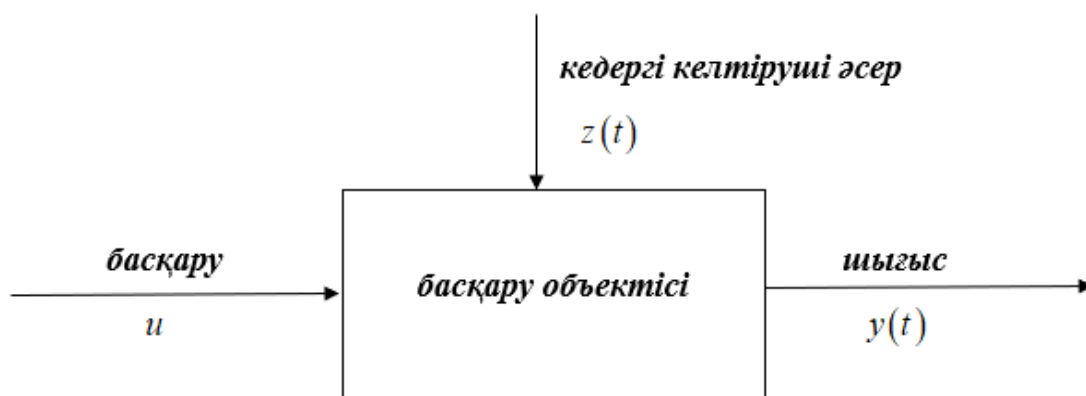 кедергі келтіруші әсер
z(t)
басқару
u
басқару объектісі
шығыс
y(t)